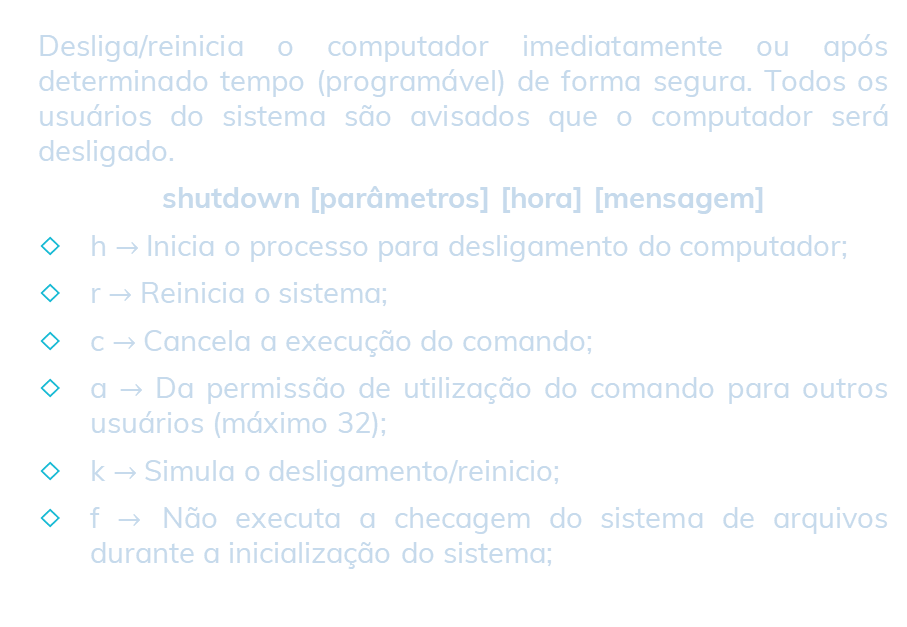 Desliga/reinicia o computador imediatamente ou após
determinado tempo (programável) de forma segura. Todos os
usuários do sistema são avisados que o computador será
desligado.
shutdown [parâmetros] [hora] [mensagem]
h → Inicia o processo para desligamento do computador;
r → Reinicia o sistema;
c → Cancela a execução do comando;
a → Da permissão de utilização do comando para outros
usuários (máximo 32);
k → Simula o desligamento/reinicio;
f → Não executa a checagem do sistema de arquivos
durante a inicialização do sistema;